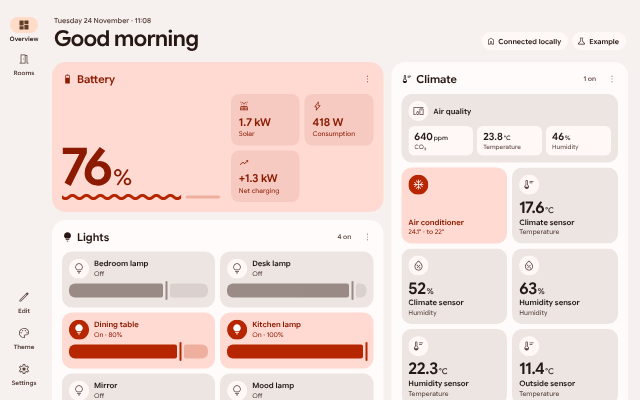 Tuesday 24 November · 11:08
Good morning
Connected locally
Example
Overview
Rooms
Edit
Theme
Settings
Battery
76%
1.7 kW
Solar
418 W
Consumption
+1.3 kW
Net charging
Lights
4 on
Bedroom lamp
Off
Desk lamp
Off
Dining table
On · 80%
Kitchen lamp
On · 100%
Mirror
Off
Mood lamp
Off
Climate
1 on
Air quality
640 ppm
CO₂
23.8 °C
Temperature
46 %
Humidity
Air conditioner
24.1° · to 22°
17.6 °C
Climate sensor
Temperature
52 %
Climate sensor
Humidity
63 %
Humidity sensor
Humidity
22.3 °C
Humidity sensor
Temperature
11.4 °C
Outside sensor
Temperature